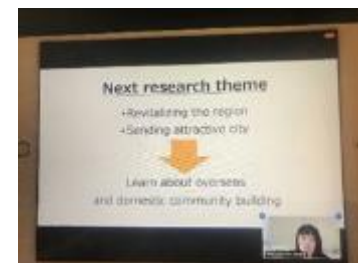 Next research theme
•Revitalizing the region
•Sending attractive city
Learn about overseas
and domestic community building